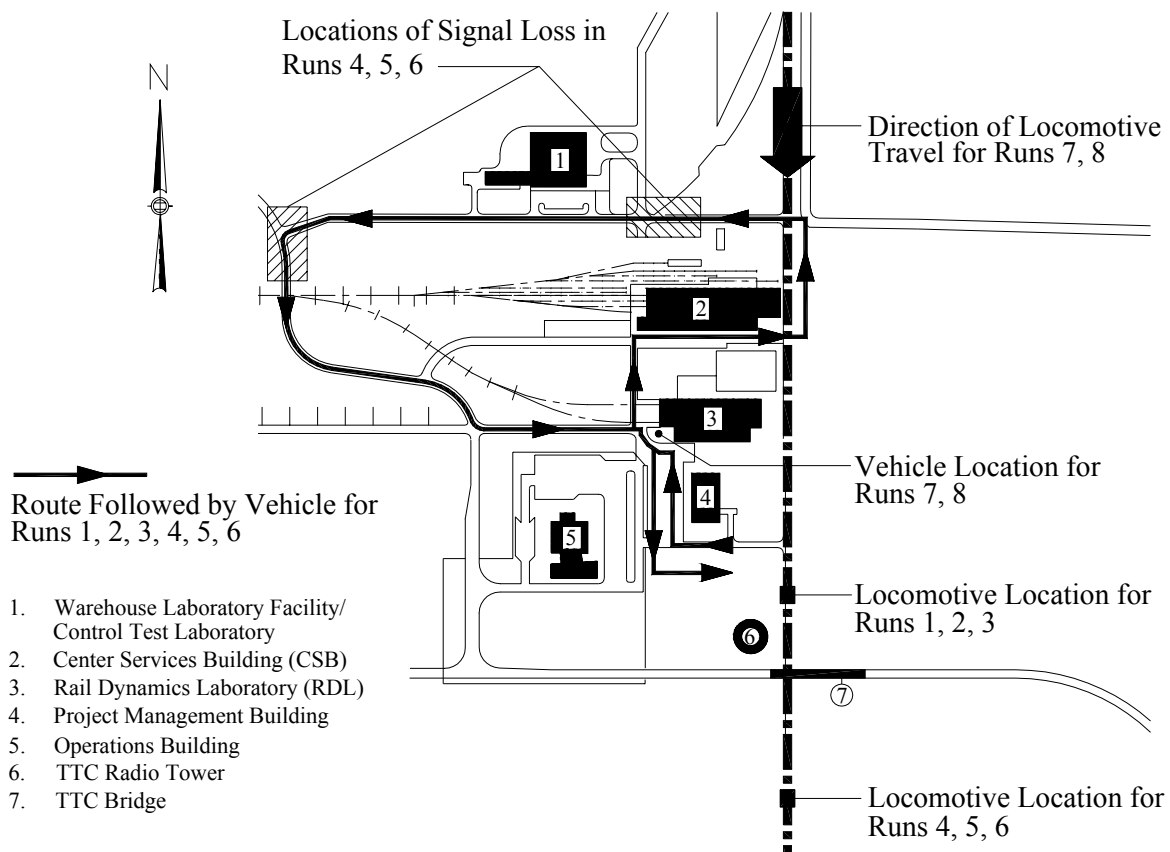 Locations of Signal Loss in
Runs 4, 5, 6
N
Direction of Locomotive
Travel for Runs 7, 8
1
2
3
Vehicle Location for
Runs 7, 8
4
Route Followed by Vehicle for
Runs 1, 2, 3, 4, 5, 6
5
Locomotive Location for
Runs 1, 2, 3
6
7
1. Warehouse Laboratory Facility/
Control Test Laboratory
2. Center Services Building (CSB)
3. Rail Dynamics Laboratory (RDL)
4. Project Management Building
5. Operations Building
6. TTC Radio Tower
7. TTC Bridge
Locomotive Location for
Runs 4, 5, 6